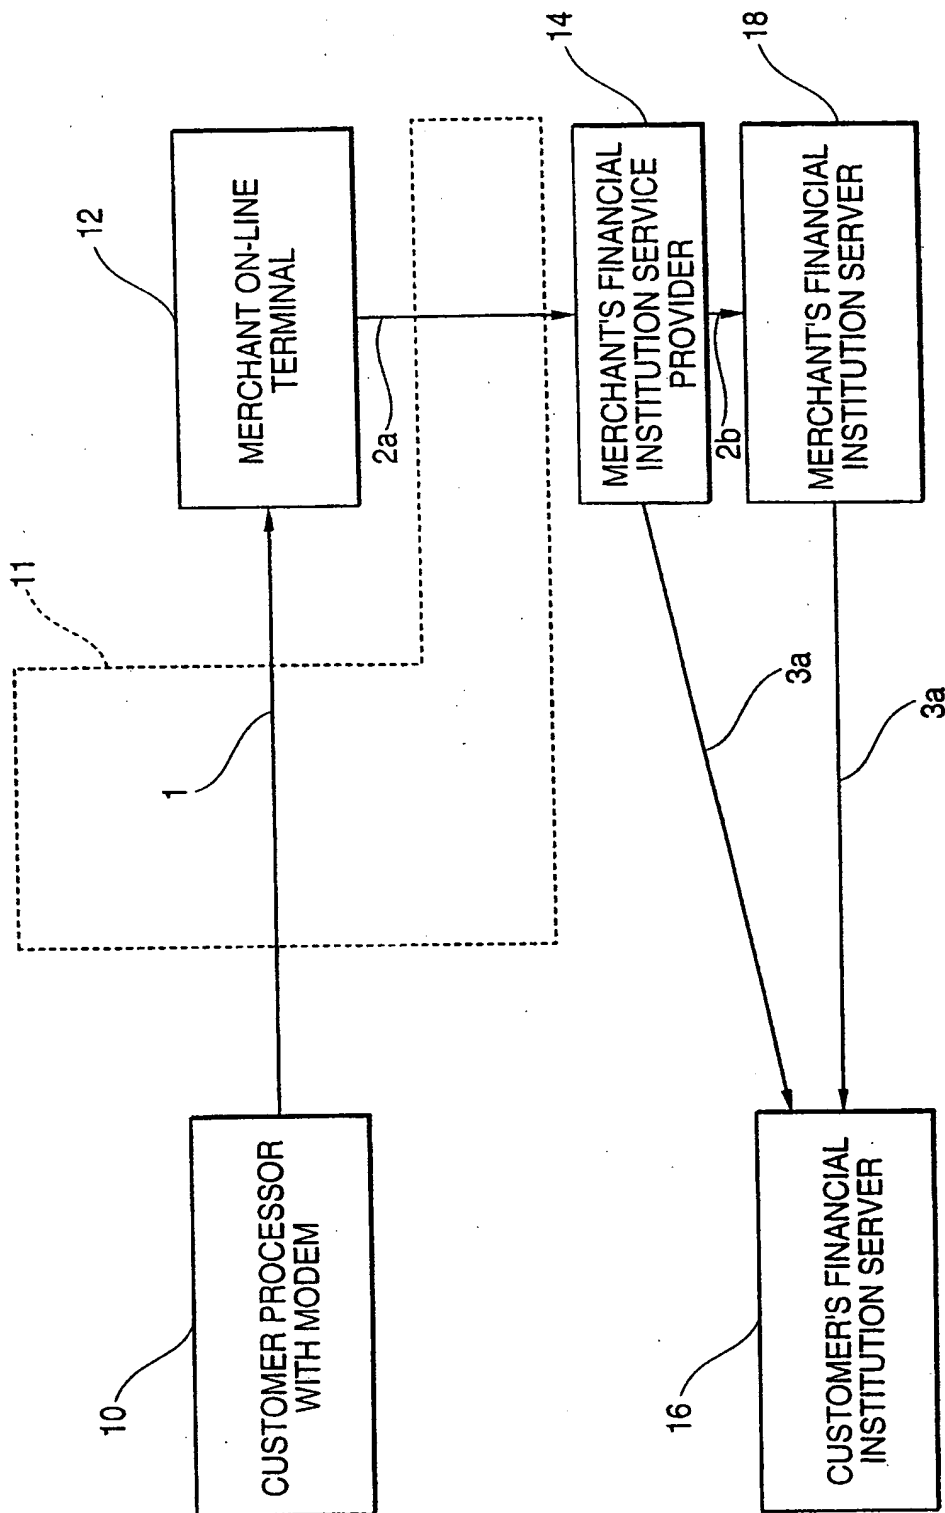 10
CUSTOMER PROCESSOR
WITH MODEM
1
11
12
MERCHANT ON-LINE
TERMINAL
2a
14
MERCHANT'S FINANCIAL
INSTITUTION SERVICE
PROVIDER
2b
18
MERCHANT'S FINANCIAL
INSTITUTION SERVER
3a
3a
16
CUSTOMER'S FINANCIAL
INSTITUTION SERVER